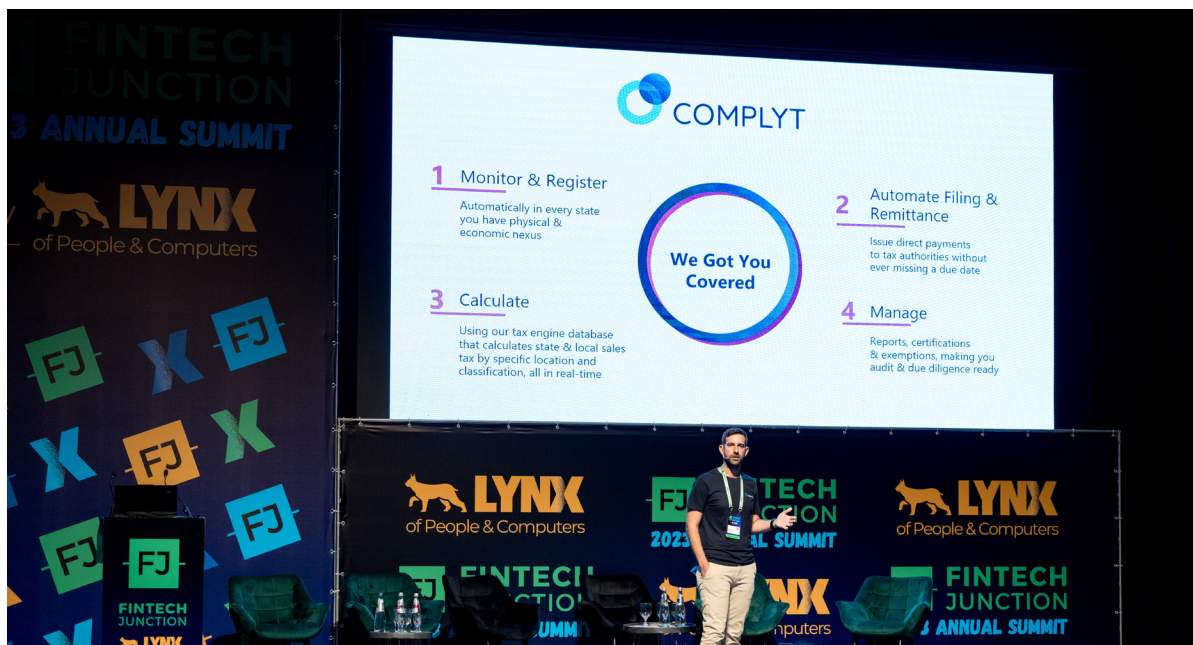 FINTECH
JUNCTION
3 ANNUAL SUMMIT
LYNX
of People & Computers
FJ
FJ
X
X
X
FJ
FJ
FJ
FJ
FINTECH
JUNCTION
LYNX
COMPLYT
1 Monitor & Register
Automatically in every state
you have physical &
economic nexus
2 Automate Filing &
Remittance
Issue direct payments
to tax authorities without
ever missing a due date
We Got You
Covered
3 Calculate
Using our tax engine database
that calculates state & local sales
tax by specific location and
classification, all in real-time
4 Manage
Reports, certifications
& exemptions, making you
audit & due diligence ready
LYNX
of People & Computers
FJ
TECH
ION
2023 AL SUMMIT
LYNX
of People & Computers
FINTECH
CTIO
UMM
NX
mputers
FINTECH
JUNCTION
3 ANNUAL SUMMIT